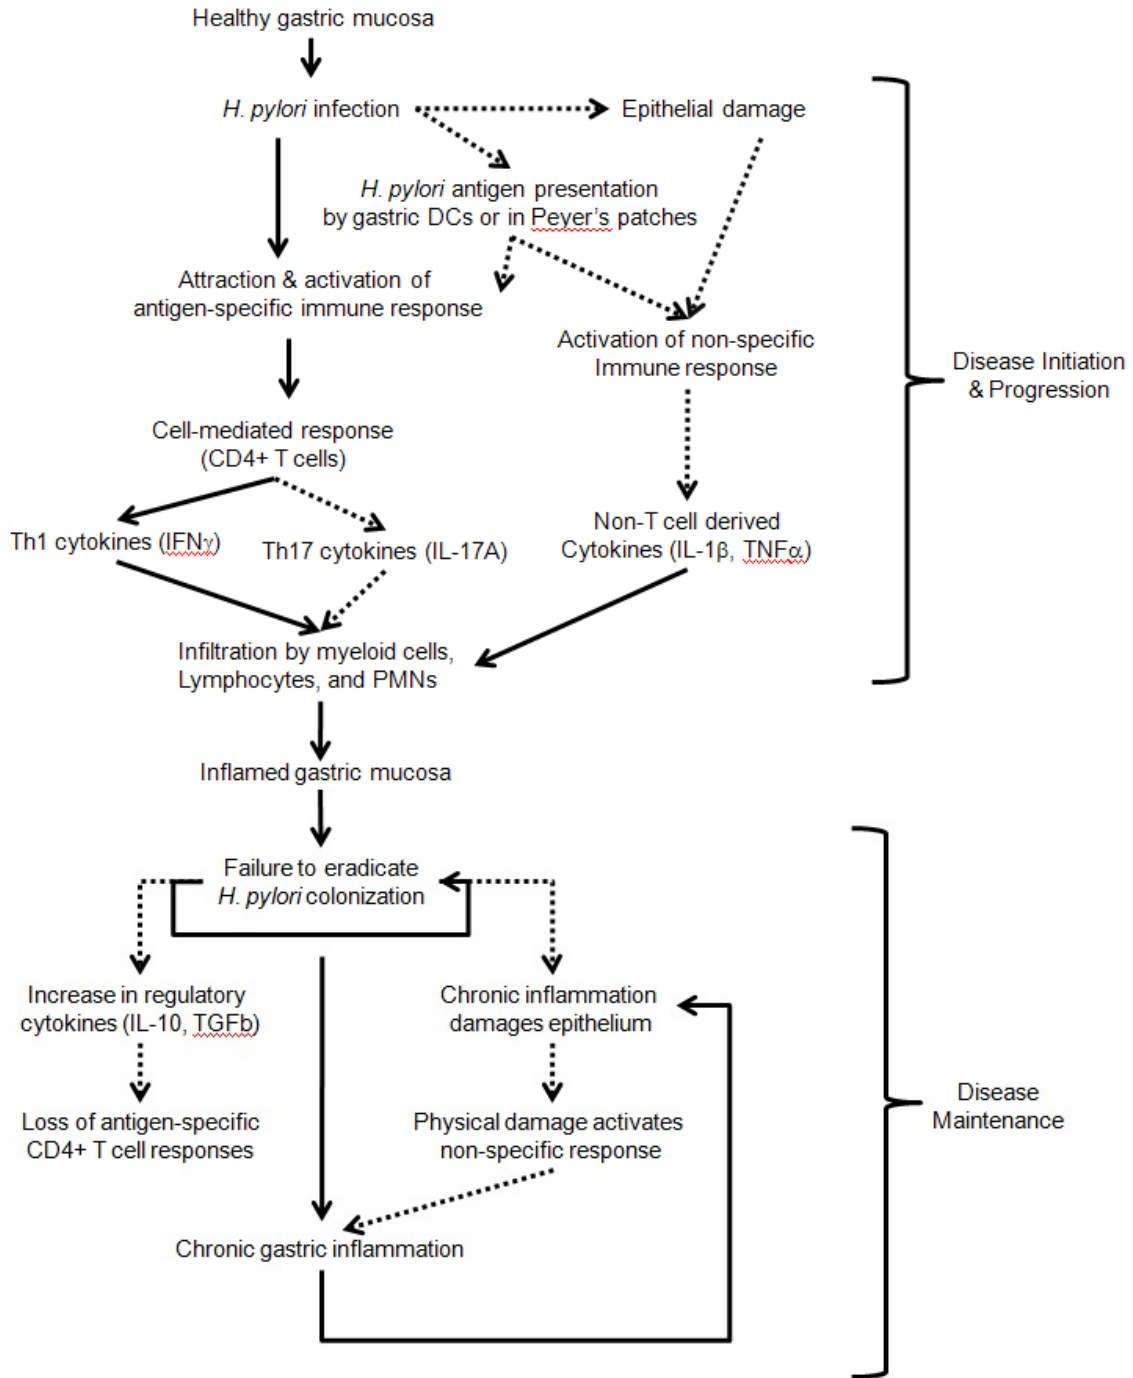 Healthy gastric mucosa
H. pylori infection
Epithelial damage
H. pylori antigen presentation
by gastric DCs or in Peyer's patches
Attraction & activation of
antigen-specific immune response
Activation of non-specific
Immune response
Disease Initiation
& Progression
Cell-mediated response
(CD4+ T cells)
Th1 cytokines (IFNγ)
Th17 cytokines (IL-17A)
Non-T cell derived
Cytokines (IL-1β, TNFα)
Infiltration by myeloid cells,
Lymphocytes, and PMNs
Inflamed gastric mucosa
Failure to eradicate
H. pylori colonization
Increase in regulatory
cytokines (IL-10, TGFb)
Chronic inflammation
damages epithelium
Loss of antigen-specific
CD4+ T cell responses
Physical damage activates
non-specific response
Disease
Maintenance
Chronic gastric inflammation